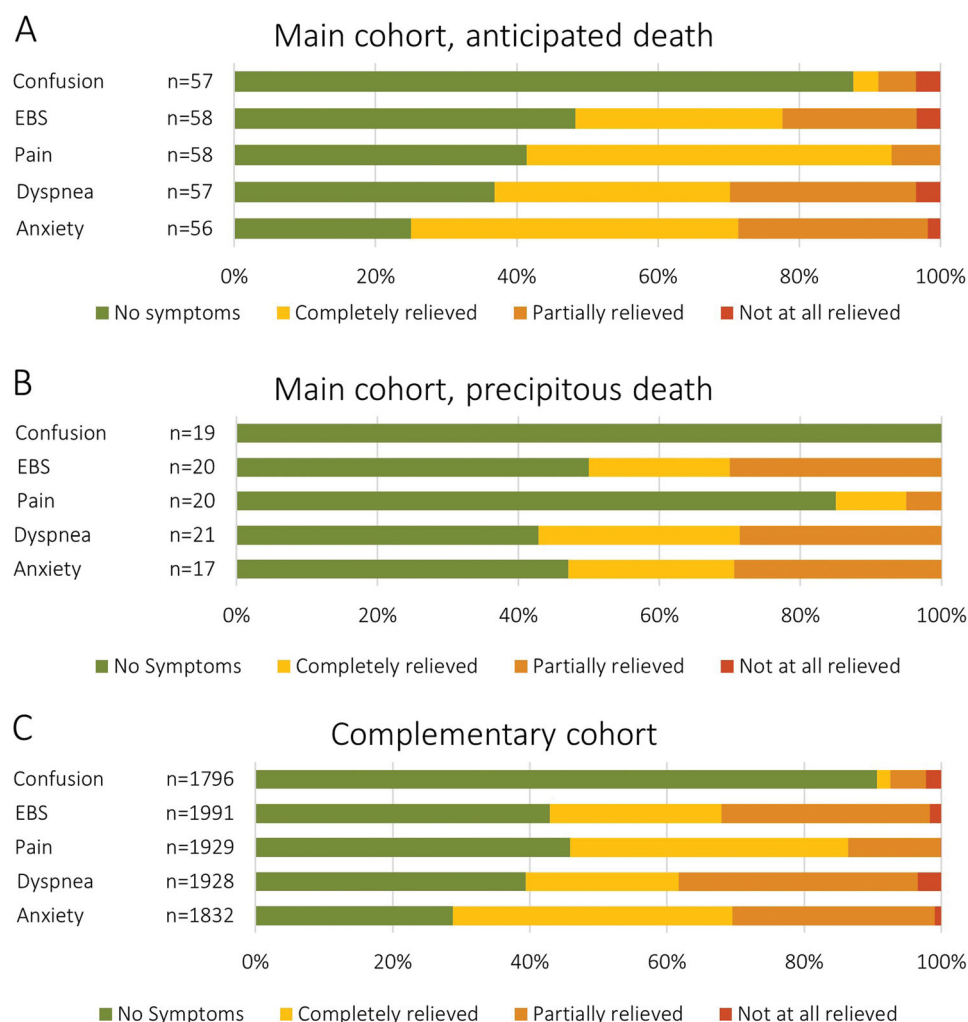 A
Main cohort, anticipated death
Confusion n=57
EBS n=58
Pain n=58
Dyspnea n=57
Anxiety n=56
0% 20% 40% 60% 80% 100%
No symptoms Completely relieved Partially relieved Not at all relieved
B
Main cohort, precipitous death
Confusion n=19
EBS n=20
Pain n=20
Dyspnea n=21
Anxiety n=17
0% 20% 40% 60% 80% 100%
No Symptoms Completely relieved Partially relieved Not at all relieved
C
Complementary cohort
Confusion n=1796
EBS n=1991
Pain n=1929
Dyspnea n=1928
Anxiety n=1832
0% 20% 40% 60% 80% 100%
No Symptoms Completely relieved Partially relieved Not at all relieved